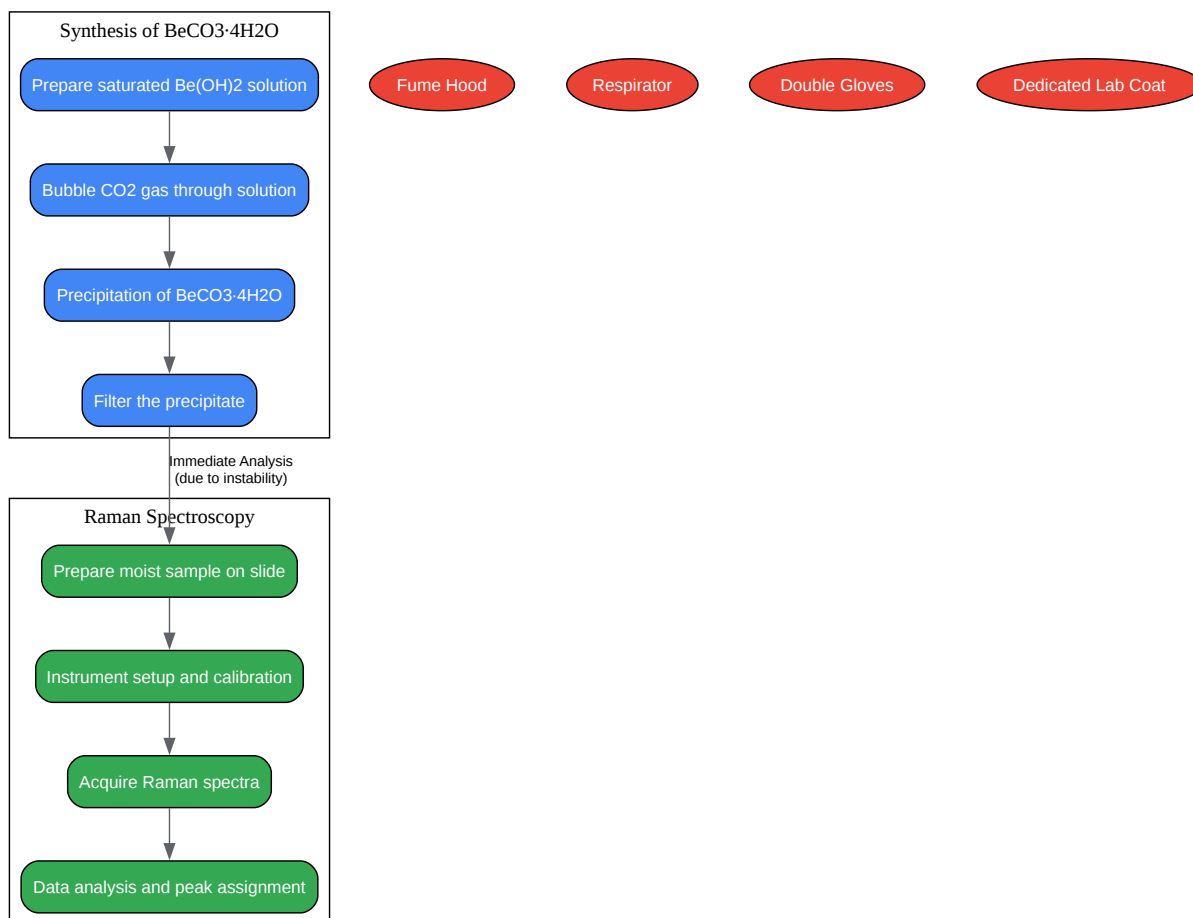 Synthesis of BeCO3·4H2O
Prepare saturated Be(OH)2 solution
Fume Hood
Respirator
Double Gloves
Dedicated Lab Coat
Bubble CO2 gas through solution
Precipitation of BeCO3·4H2O
Filter the precipitate
Immediate Analysis
(due to instability)
Raman Spectroscopy
Prepare moist sample on slide
Instrument setup and calibration
Acquire Raman spectra
Data analysis and peak assignment